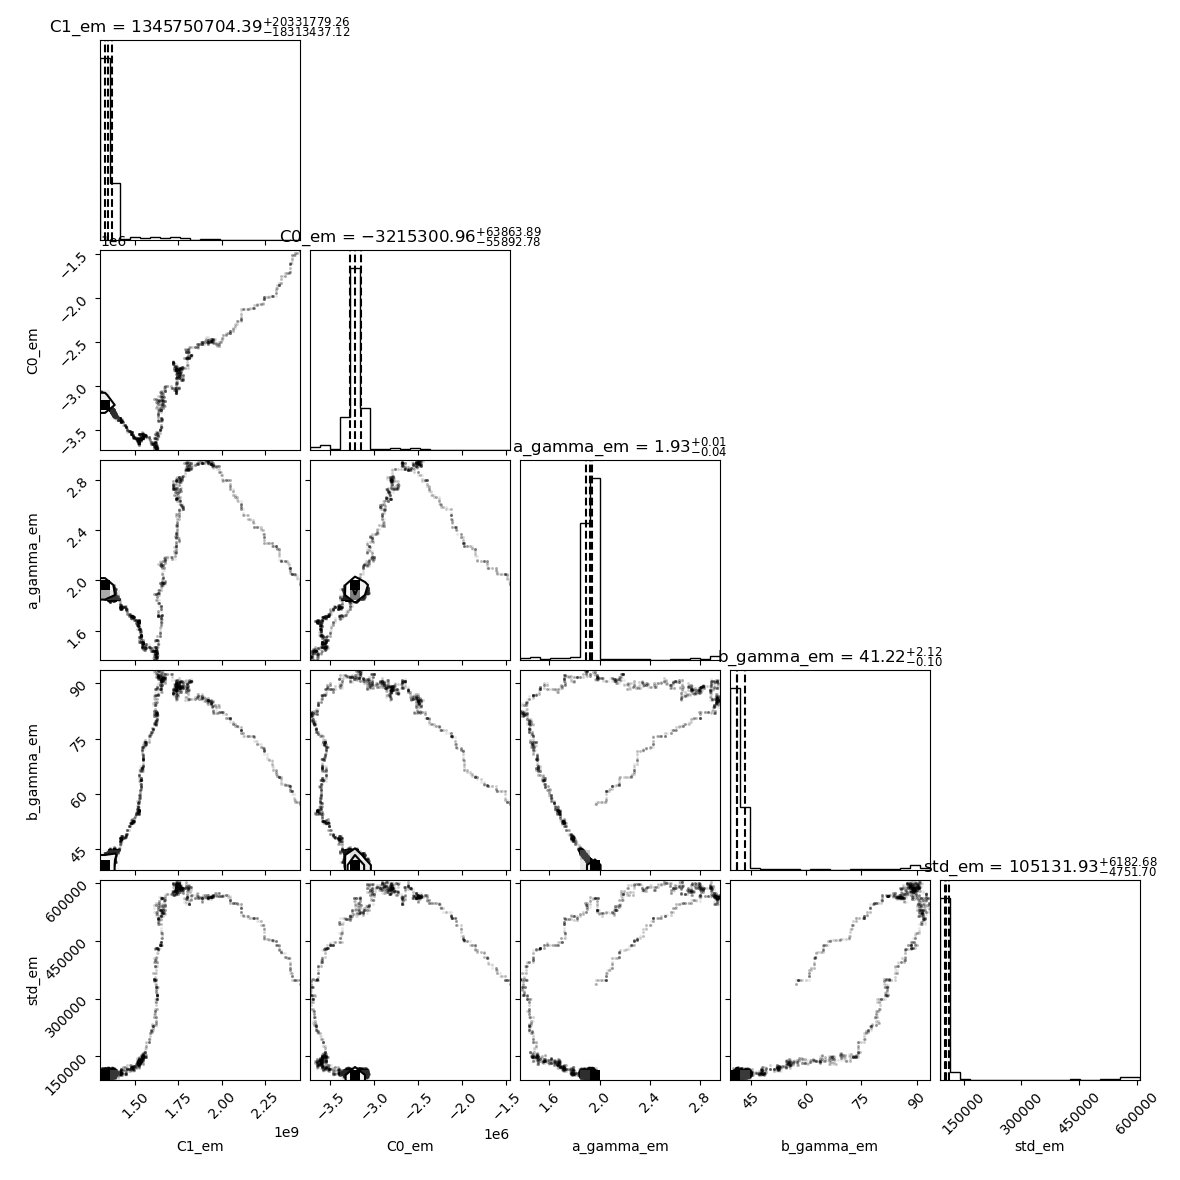 C1_em = 1345750704.39+20331779.26−18313437.12
1e6
C0_em = −3215300.96+63863.89−55892.78
−1.5
−2.0
−2.5
−3.0
−3.5
C0_em
a_gamma_em = 1.93+0.01−0.04
2.8
2.4
2.0
1.6
a_gamma_em
b_gamma_em = 41.22+2.12−0.10
90
75
60
45
b_gamma_em
std_em = 105131.93+6182.68−4751.70
600000
450000
300000
150000
std_em
1.50 1.75 2.00 2.25
1e9
C1_em
−3.5 −3.0 −2.5 −2.0 −1.5
1e6
C0_em
1.6 2.0 2.4 2.8
a_gamma_em
45 60 75 90
b_gamma_em
150000 300000 450000 600000
std_em